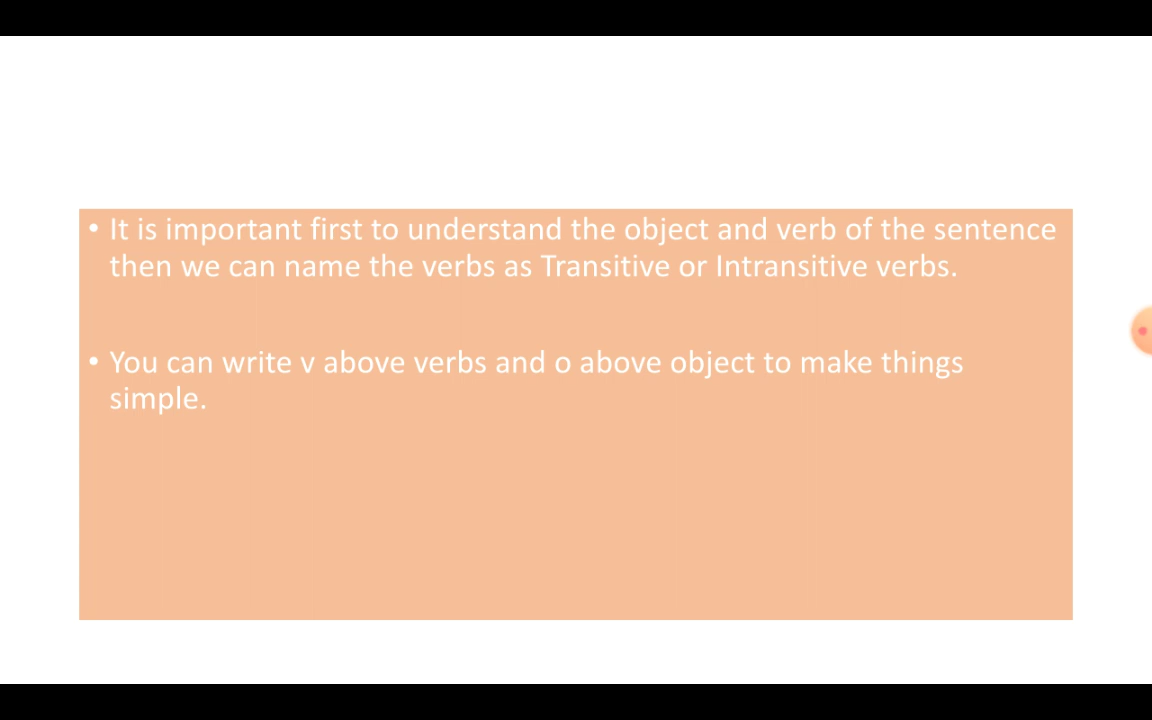 • It is important first to understand the object and verb of the sentence
then we can name the verbs as Transitive or Intransitive verbs.
• You can write v above verbs and o above object to make things
simple.